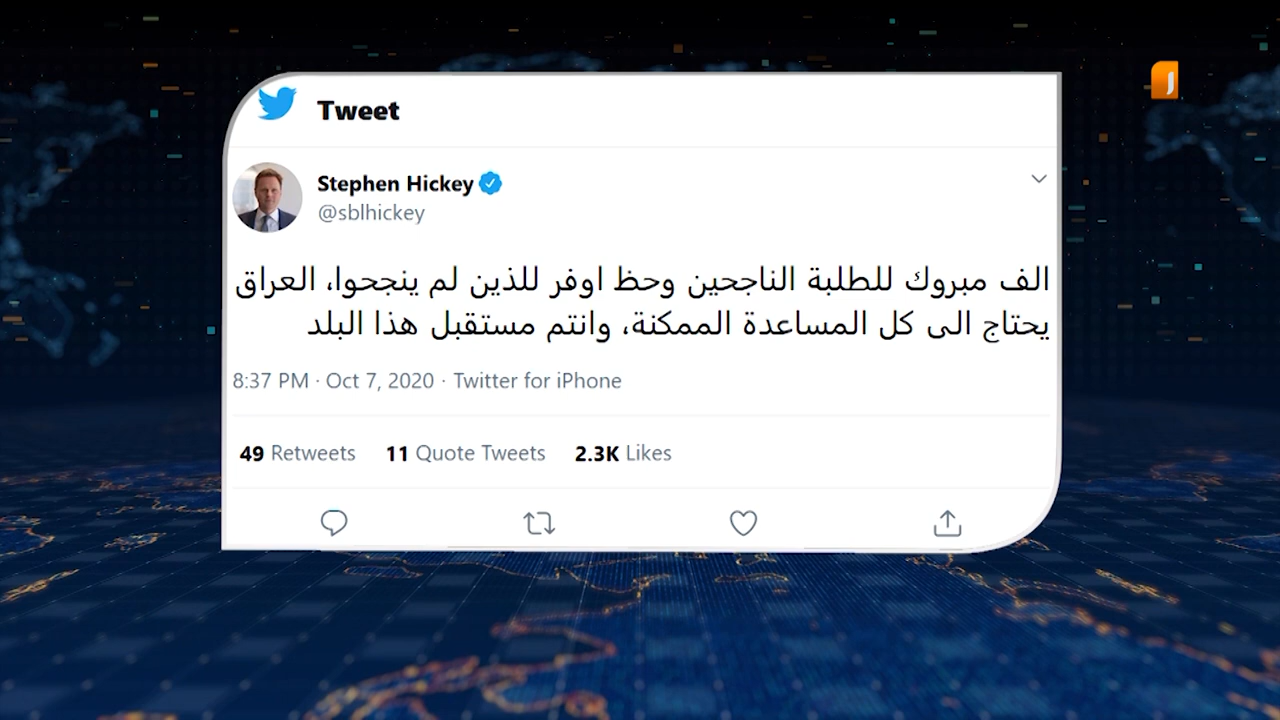 Tweet
Stephen Hickey
@sblhickey
الف مبروك للطلبة الناجحين وحظ اوفر للذين لم ينجحوا، العراق
يحتاج الى كل المساعدة الممكنة، وانتم مستقبل هذا البلد
8:37 PM · Oct 7, 2020 · Twitter for iPhone
49 Retweets 11 Quote Tweets 2.3K Likes